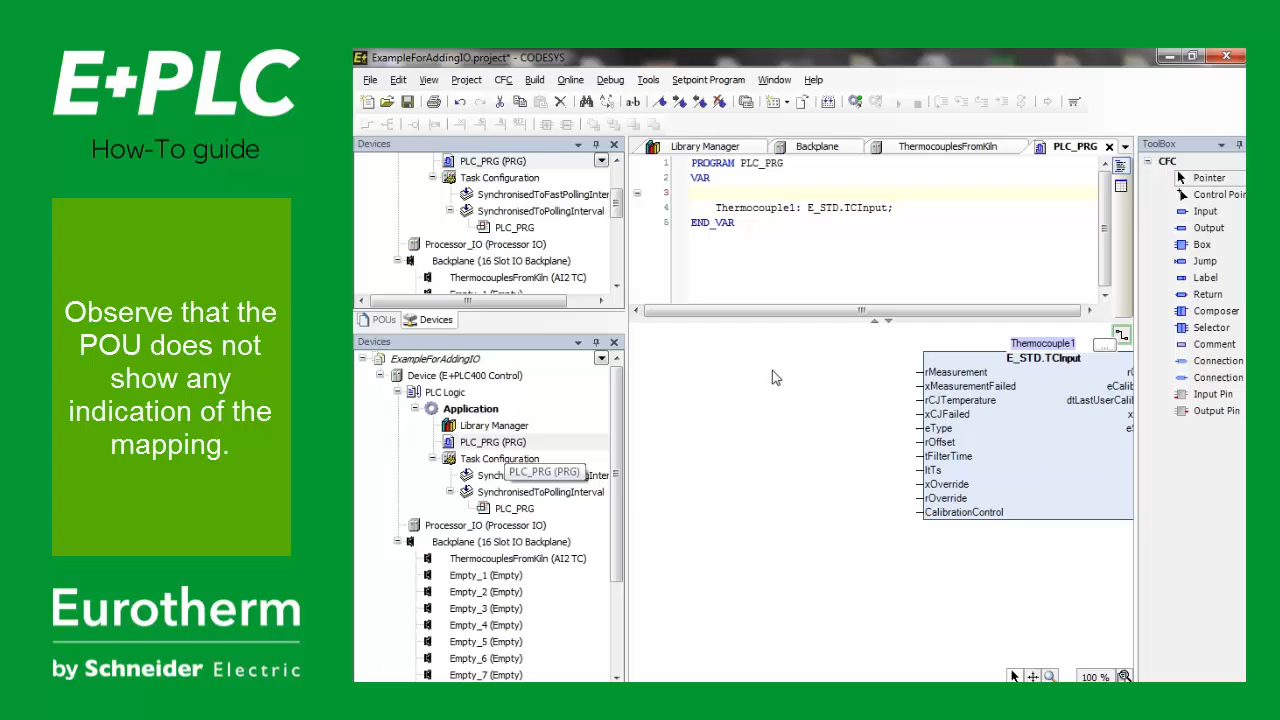 E+PLC
How-To guide
Observe that the
POU does not
show any
indication of the
mapping.
Eurotherm
by Schneider Electric
ExampleForAddingIO.project* - CODESYS
File Edit View Project CFC Build Online Debug Tools Setpoint Program Window Help
Devices
PLC_PRG (PRG)
Task Configuration
SynchronisedToFastPollingInter
SynchronisedToPollingInterval
PLC_PRG
Processor_IO (Processor IO)
Backplane (16 Slot IO Backplane)
ThermocouplesFromKiln (AI2 TC)
POUs Devices
Devices
ExampleForAddingIO
Device (E+PLC400 Control)
PLC Logic
Application
Library Manager
PLC_PRG (PRG)
Task Configuration
PLC_PRG (PRG)
SynchronisedToPollingInterval
PLC_PRG
Processor_IO (Processor IO)
Backplane (16 Slot IO Backplane)
ThermocouplesFromKiln (AI2 TC)
Empty_1 (Empty)
Empty_2 (Empty)
Empty_3 (Empty)
Empty_4 (Empty)
Empty_5 (Empty)
Empty_6 (Empty)
Empty_7 (Empty)
Library Manager Backplane ThermocouplesFromKiln PLC_PRG
1 PROGRAM PLC_PRG
2 VAR
3
4 Thermocouple1: E_STD.TCInput;
5 END_VAR
Thermocouple1
...
E_STD.TCInput
rMeasurement
xMeasurementFailed eCalib
rCJTemperature dtLastUserCalib
xCJFailed
eType
rOffset
tFilterTime
ltTs
xOverride
rOverride
CalibrationControl
100 %
ToolBox
CFC
Pointer
Control Poin
Input
Output
Box
Jump
Label
Return
Composer
Selector
Comment
Connection
Connection
Input Pin
Output Pin